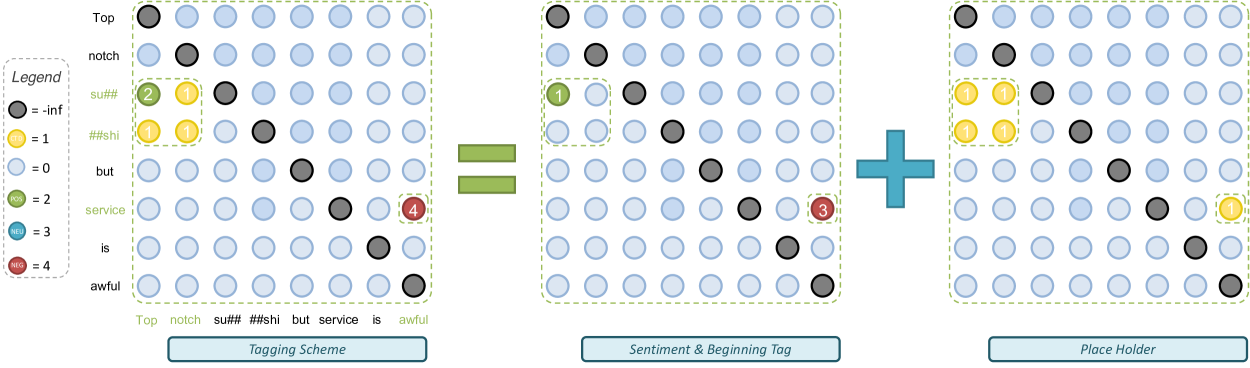 Top
notch
su##
##shi
but
service
is
awful
Legend
= -inf
CTD = 1
= 0
POS = 2
NEU = 3
NEG = 4
2 1
1 1
4
Top notch su## ##shi but service is awful
Tagging Scheme
1
3
Sentiment & Beginning Tag
1 1
1 1
1
Place Holder